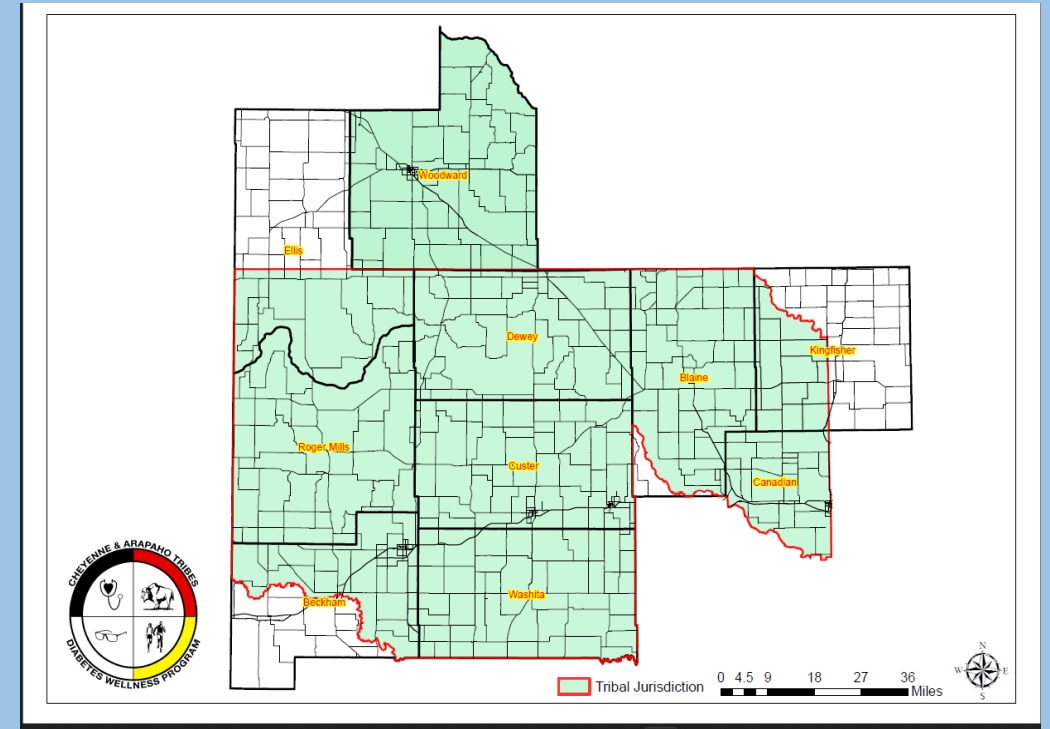 Woodward
Ellis
Dewey
Kingfisher
Blaine
Roger Mills
Custer
Canadian
Beckham
Washita
CHEYENNE & ARAPAHO TRIBES
DIABETES WELLNESS PROGRAM
Tribal Jurisdiction
0 4.5 9 18 27 36
Miles
N
W E
S